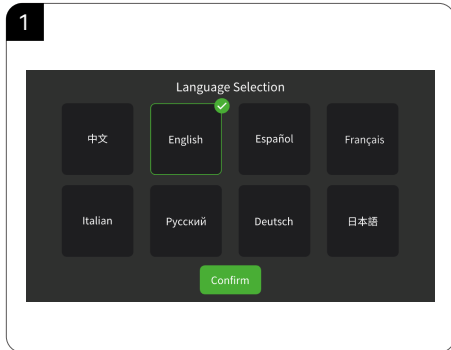 1
Language Selection
中文 English Español Français
Italian Русский Deutsch 日本語
Confirm